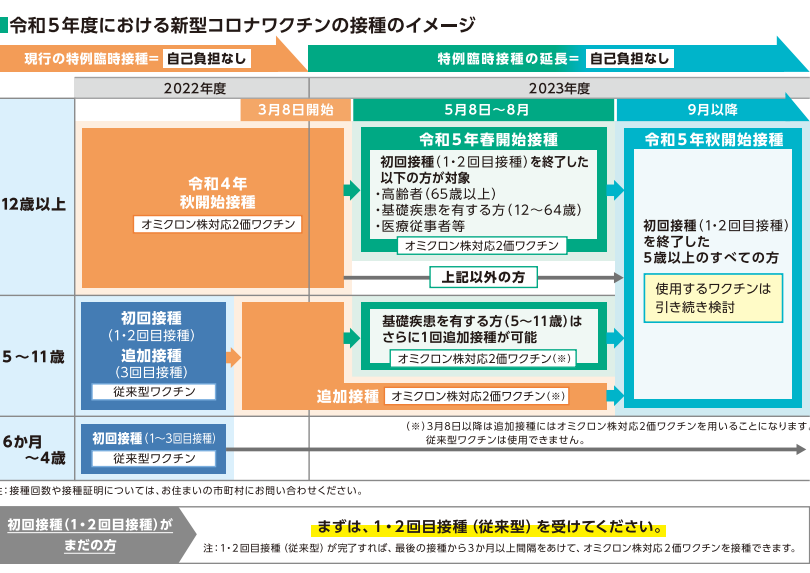 令和5年度における新型コロナワクチンの接種のイメージ
現行の特例臨時接種＝ 自己負担なし
特例臨時接種の延長＝ 自己負担なし
2022年度
2023年度
3月8日開始
5月8日～8月
9月以降
12歳以上
令和4年
秋開始接種
オミクロン株対応2価ワクチン
令和5年春開始接種
初回接種（1・2回目接種）を終了した
以下の方が対象
・高齢者（65歳以上）
・基礎疾患を有する方（12～64歳）
・医療従事者等
オミクロン株対応2価ワクチン
上記以外の方
令和5年秋開始接種
初回接種（1・2回目接種）
を終了した
5歳以上のすべての方
使用するワクチンは
引き続き検討
5～11歳
初回接種
（1・2回目接種）
追加接種
（3回目接種）
従来型ワクチン
基礎疾患を有する方（5～11歳）は
さらに1回追加接種が可能
オミクロン株対応2価ワクチン（※）
追加接種 オミクロン株対応2価ワクチン（※）
6か月
～4歳
初回接種（1～3回目接種）
従来型ワクチン
（※）3月8日以降は追加接種にはオミクロン株対応2価ワクチンを用いることになります。
従来型ワクチンは使用できません。
注：接種回数や接種証明については、お住まいの市町村にお問い合わせください。
初回接種（1・2回目接種）が
まだの方
まずは、1・2回目接種（従来型）を受けてください。
注：1・2回目接種（従来型）が完了すれば、最後の接種から3か月以上間隔をあけて、オミクロン株対応2価ワクチンを接種できます。